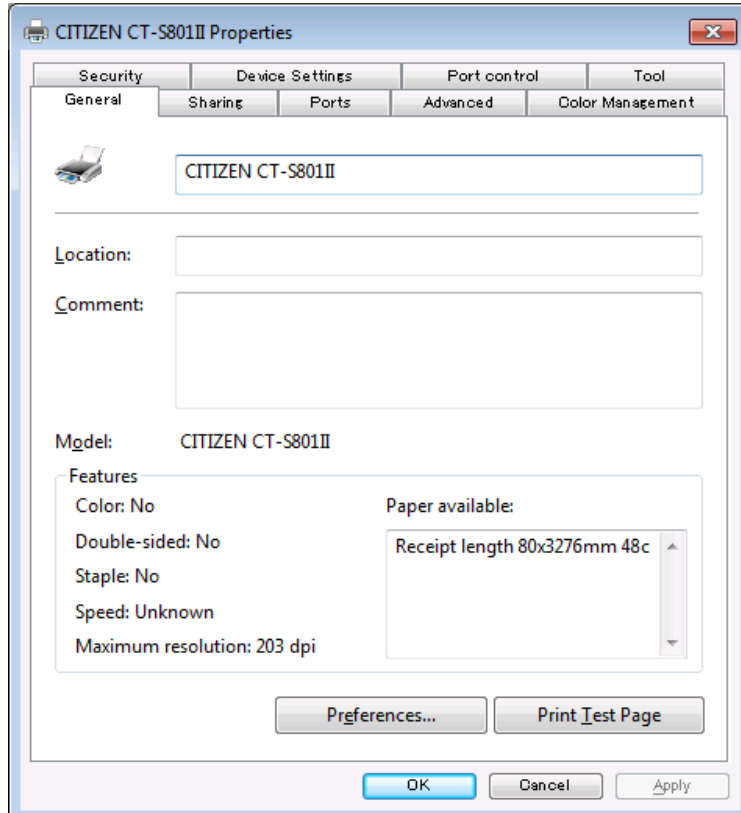 CITIZEN CT-S801II Properties
Security Device Settings Port control Tool
General Sharing Ports Advanced Color Management
CITIZEN CT-S801II
Location:
Comment:
Model: CITIZEN CT-S801II
Features
Color: No Paper available:
Double-sided: No Receipt length 80x3276mm 48c
Staple: No
Speed: Unknown
Maximum resolution: 203 dpi
Preferences... Print Test Page
OK Cancel Apply